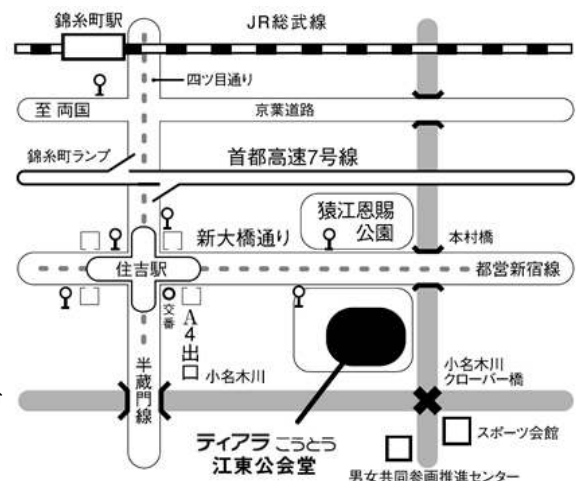 錦糸町駅
JR総武線
四ツ目通り
至 両国
京葉道路
錦糸町ランプ
首都高速7号線
猿江恩賜
公園
新大橋通り
本村橋
住吉駅
都営新宿線
交番
A4出口
半蔵門線
小名木川
小名木川
クローバー橋
ティアラこうとう
江東公会堂
スポーツ会館
男女共同参画推進センター